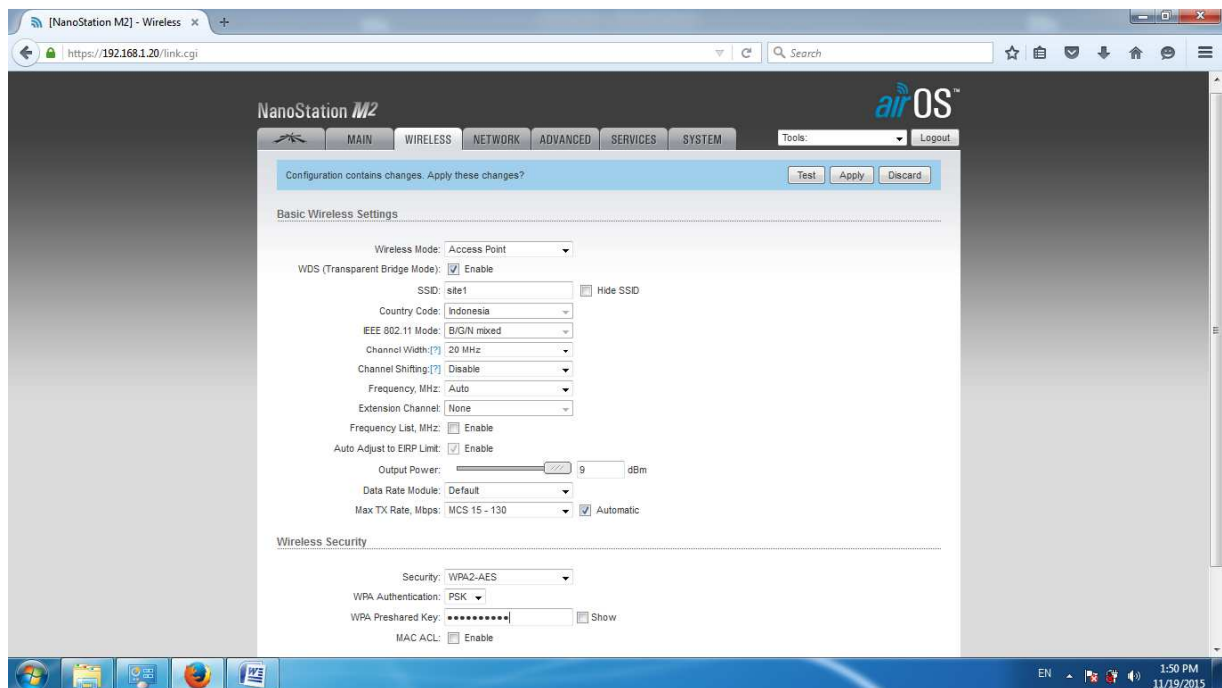 [NanoStation M2] - Wireless
https://192.168.1.20/link.cgi
Search
NanoStation M2
airOS™
MAIN WIRELESS NETWORK ADVANCED SERVICES SYSTEM Tools: Logout
Configuration contains changes. Apply these changes? Test Apply Discard
Basic Wireless Settings
Wireless Mode: Access Point
WDS (Transparent Bridge Mode): Enable
SSID: site1 Hide SSID
Country Code: Indonesia
IEEE 802.11 Mode: B/G/N mixed
Channel Width:[?] 20 MHz
Channel Shifting:[?] Disable
Frequency, MHz: Auto
Extension Channel: None
Frequency List, MHz: Enable
Auto Adjust to EIRP Limit: Enable
Output Power: 9 dBm
Data Rate Module: Default
Max TX Rate, Mbps: MCS 15 - 130 Automatic
Wireless Security
Security: WPA2-AES
WPA Authentication: PSK
WPA Preshared Key: •••••••••• Show
MAC ACL: Enable
EN 1:50 PM
11/19/2015